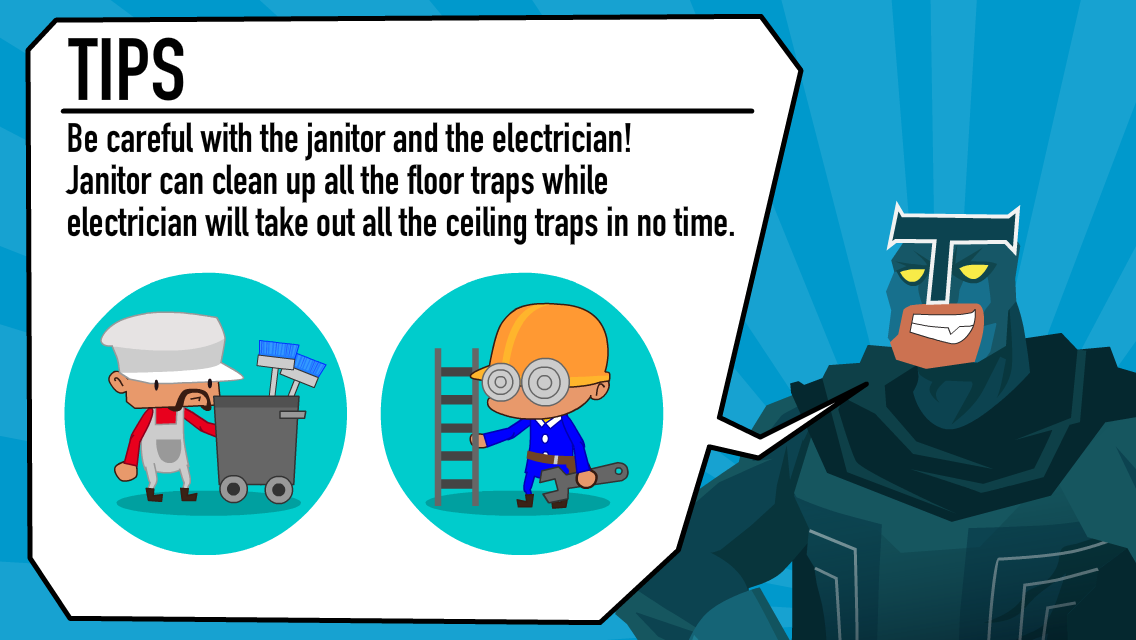 TIPS
Be careful with the janitor and the electrician!
Janitor can clean up all the floor traps while
electrician will take out all the ceiling traps in no time.